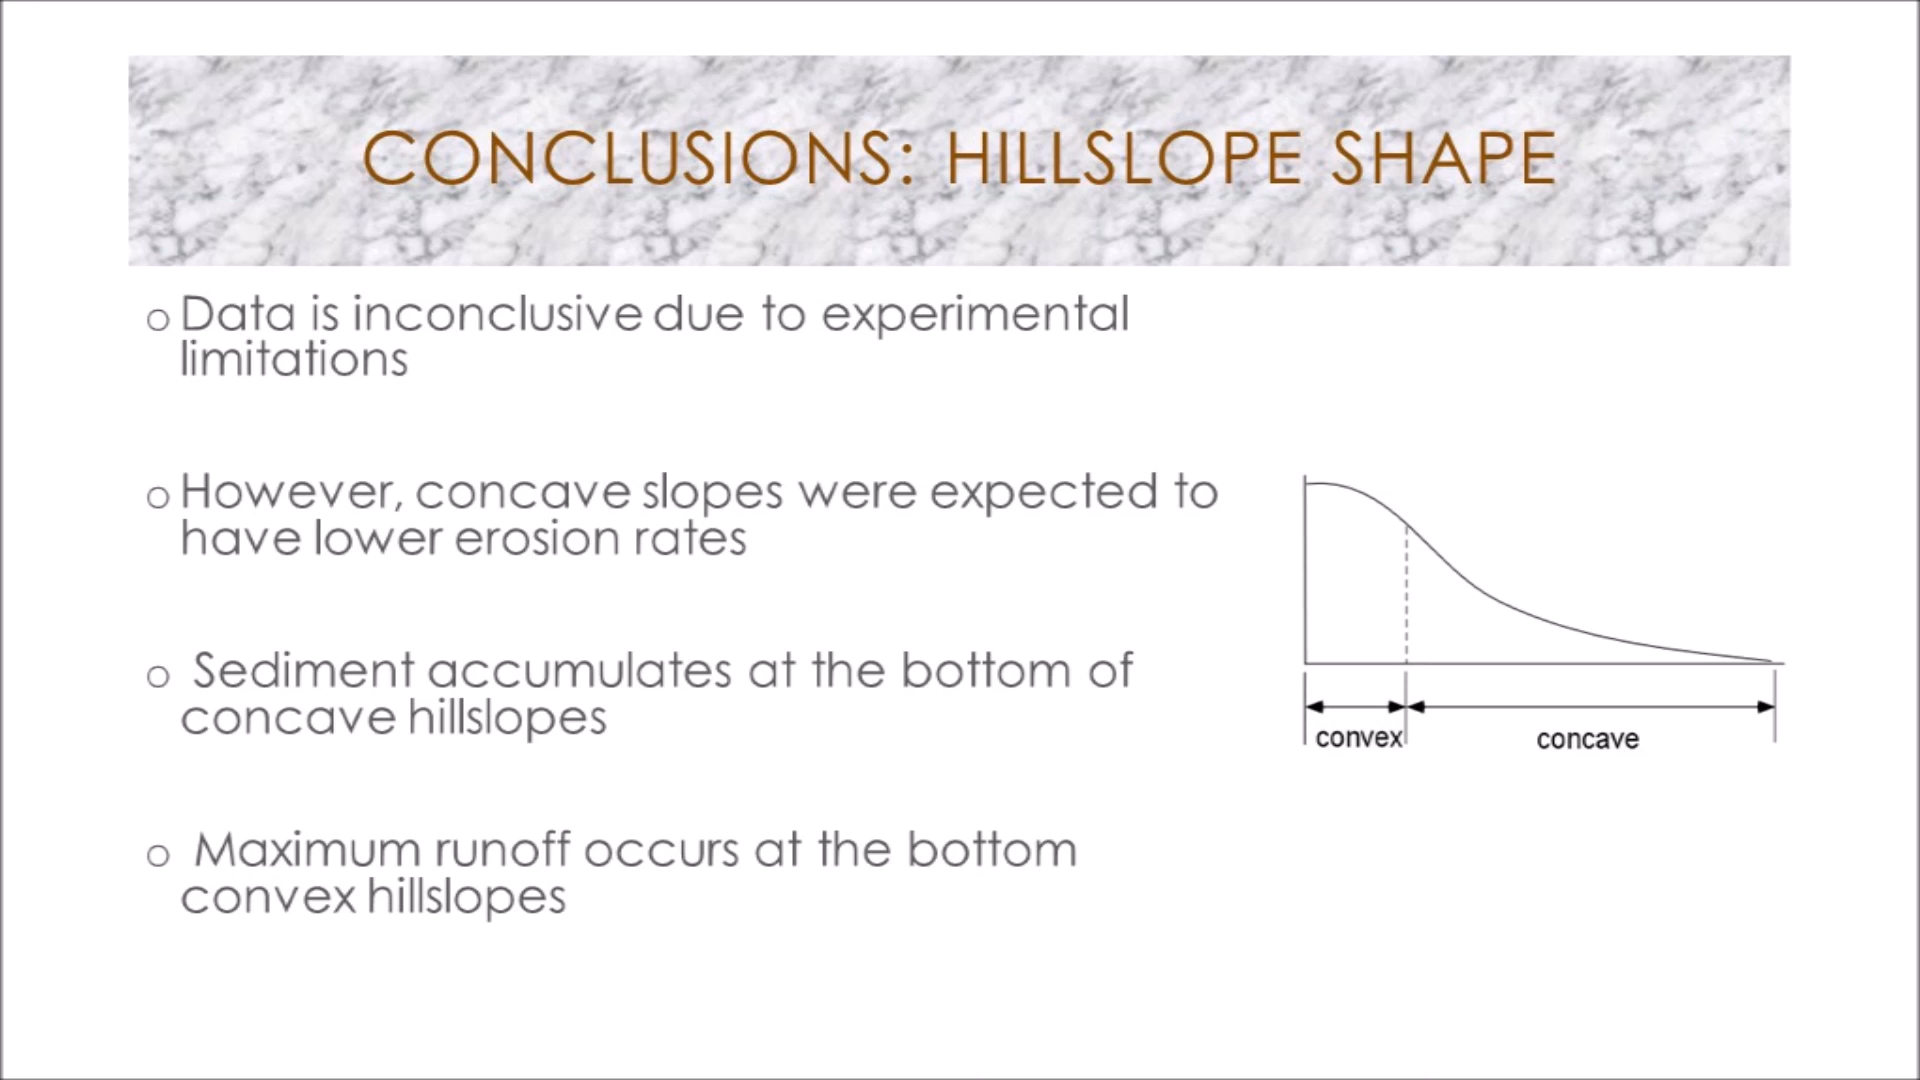 CONCLUSIONS: HILLSLOPE SHAPE
o Data is inconclusive due to experimental
limitations
o However, concave slopes were expected to
have lower erosion rates
o Sediment accumulates at the bottom of
concave hillslopes
o Maximum runoff occurs at the bottom
convex hillslopes
convex
concave